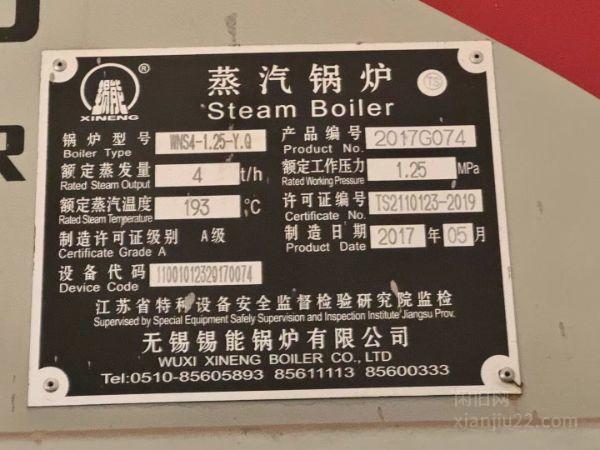 锡能
®
XINENG
蒸汽锅炉
Steam Boiler
TS
锅炉型号 WNS4-1.25-Y.Q 产品编号 2017G074
Boiler Type Product No.
额定蒸发量 4 t/h 额定工作压力 1.25 MPa
Rated Steam Output Rated Working Pressure
额定蒸汽温度 193 °C 许可证编号 TS2110123-2019
Rated Steam Temperature Certificate No.
制造许可证级别 A级 制造日期 2017 年 05 月
Certificate Grade A Product Date
设备代码 11001012329170074
Device Code
江苏省特种设备安全监督检验研究院监检
Supervised by Special Equipment Safely Supervision and Inspection Institute Jiangsu Prov.
无锡锡能锅炉有限公司
WUXI XINENG BOILER CO., LTD
Tel:0510-85605893 85611113 85600333
闲旧网
xianjiu22.com
R